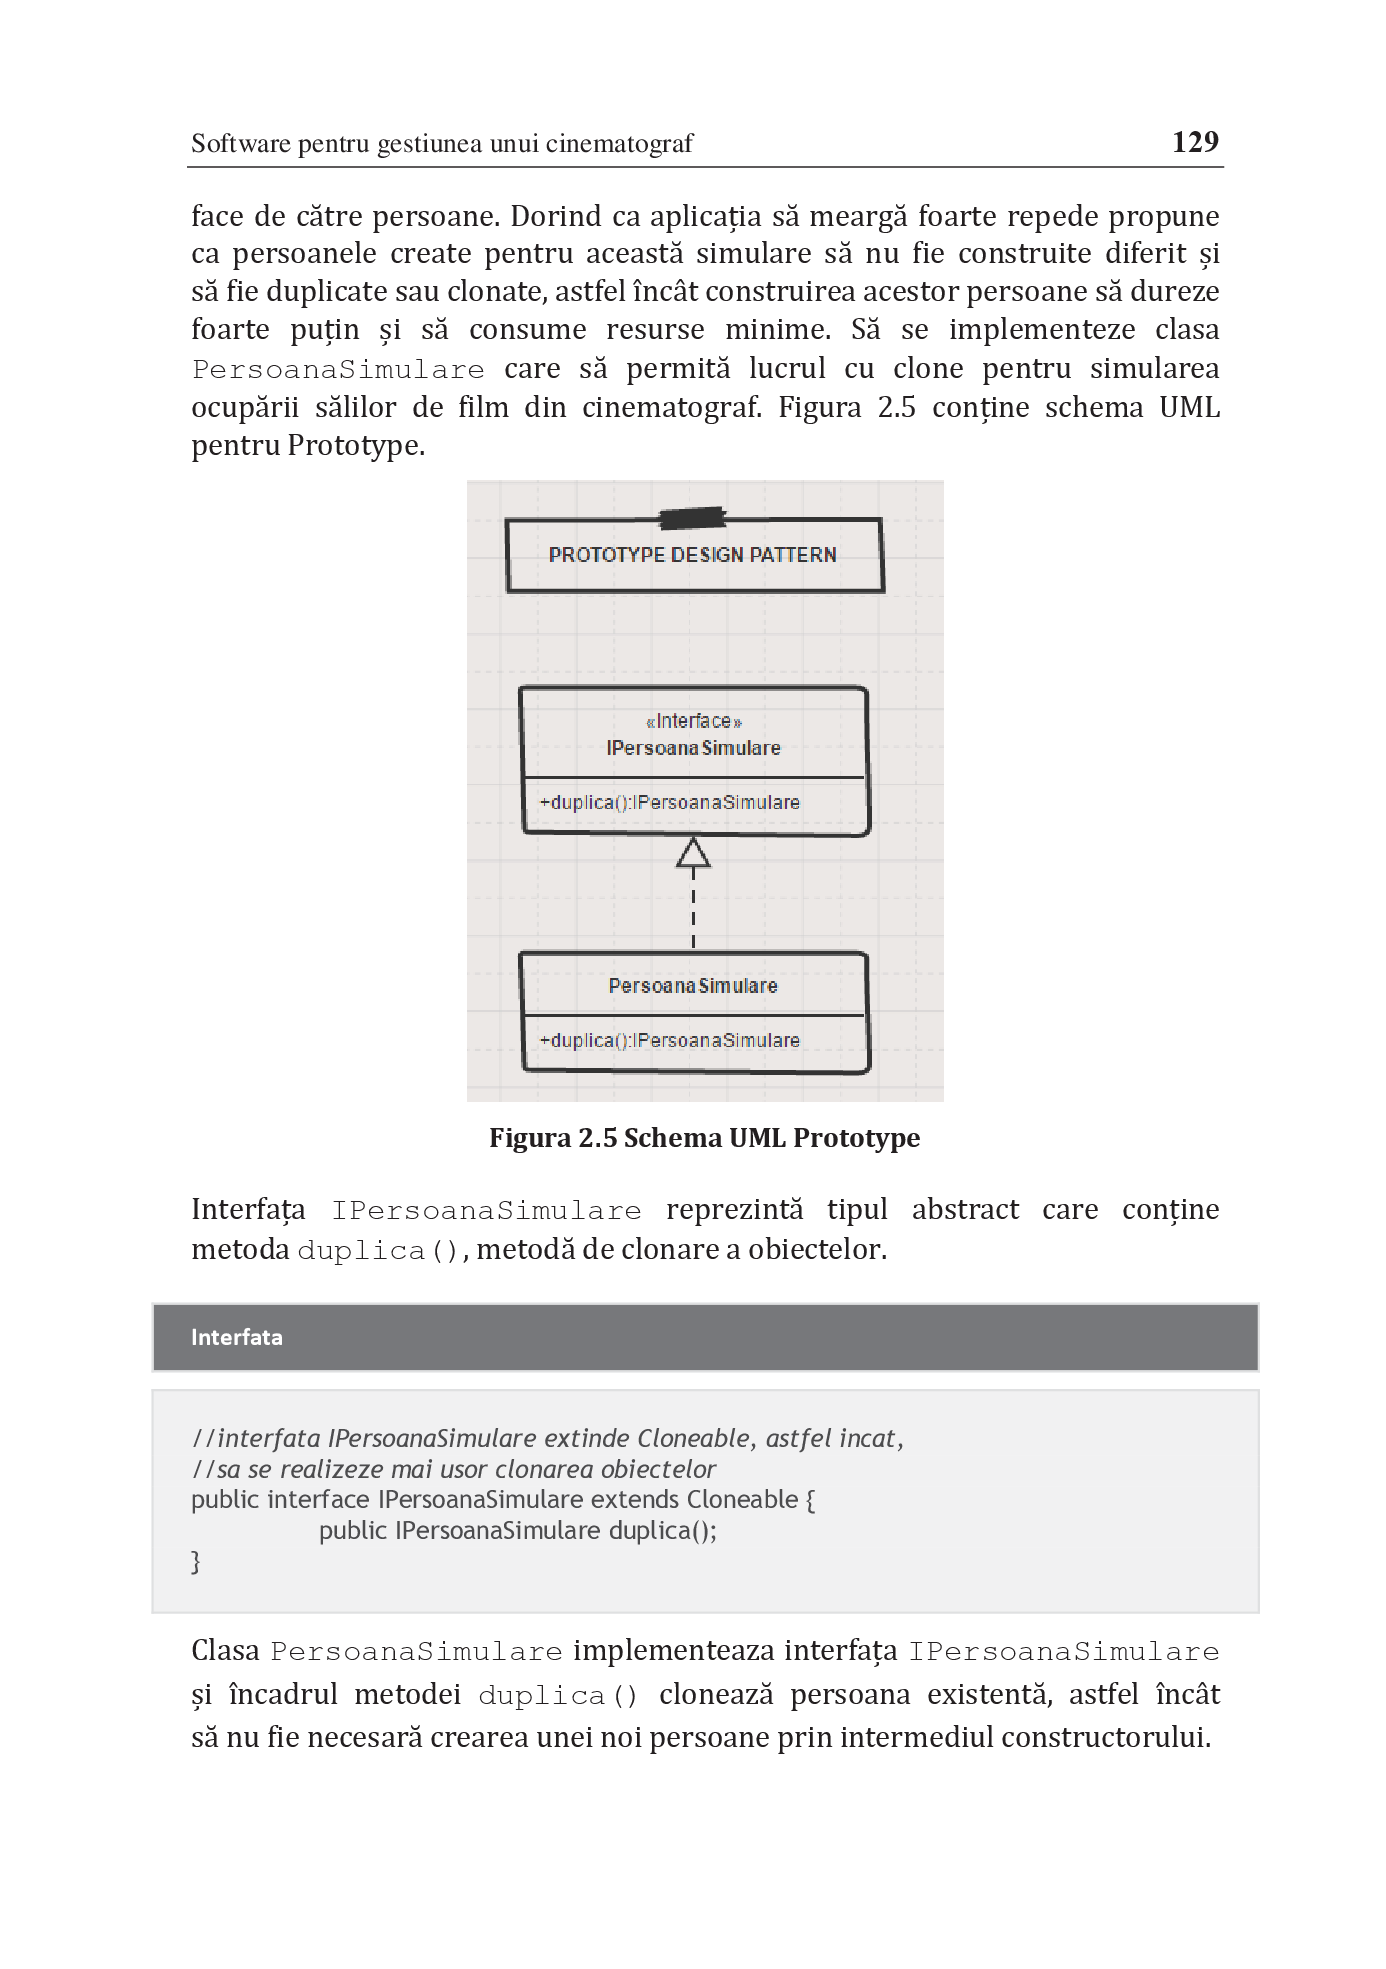 Software pentru gestiunea unui cinematograf 129
face de către persoane. Dorind ca aplicația să meargă foarte repede propune
ca persoanele create pentru această simulare să nu fie construite diferit și
să fie duplicate sau clonate, astfel încât construirea acestor persoane să dureze
foarte puțin și să consume resurse minime. Să se implementeze clasa
PersoanaSimulare care să permită lucrul cu clone pentru simularea
ocupării sălilor de film din cinematograf. Figura 2.5 conține schema UML
pentru Prototype.
PROTOTYPE DESIGN PATTERN
«Interface»
IPersoanaSimulare
+duplica():IPersoanaSimulare
PersoanaSimulare
+duplica():IPersoanaSimulare
Figura 2.5 Schema UML Prototype
Interfața IPersoanaSimulare reprezintă tipul abstract care conține
metoda duplica(), metodă de clonare a obiectelor.
Interfata
//interfata IPersoanaSimulare extinde Cloneable, astfel incat,
//sa se realizeze mai usor clonarea obiectelor
public interface IPersoanaSimulare extends Cloneable {
public IPersoanaSimulare duplica();
}
Clasa PersoanaSimulare implementeaza interfața IPersoanaSimulare
și încadrul metodei duplica() clonează persoana existentă, astfel încât
să nu fie necesară crearea unei noi persoane prin intermediul constructorului.